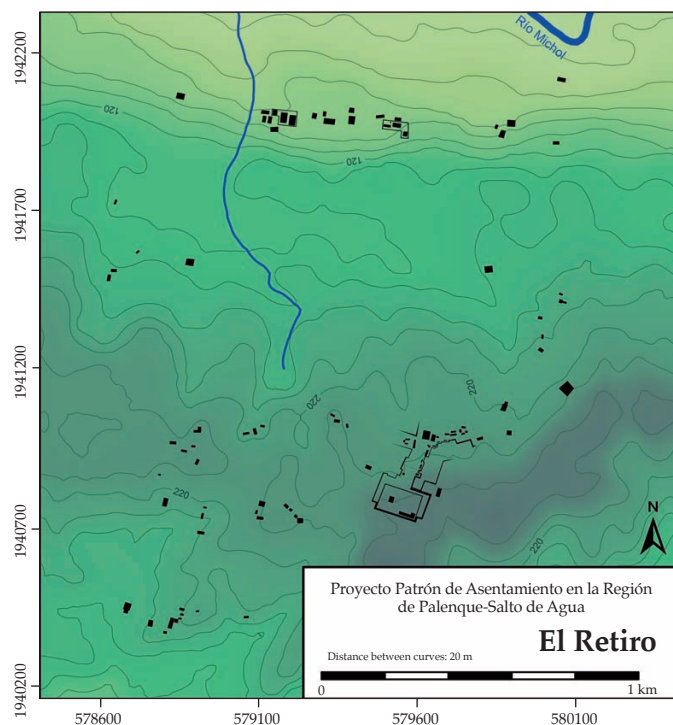 1942200
1941700
1941200
1940700
1940200
Río Michol
120
120
220
220
220
220
N
Proyecto Patrón de Asentamiento en la Región
de Palenque-Salto de Agua
El Retiro
Distance between curves: 20 m
0
1 km
578600
579100
579600
580100